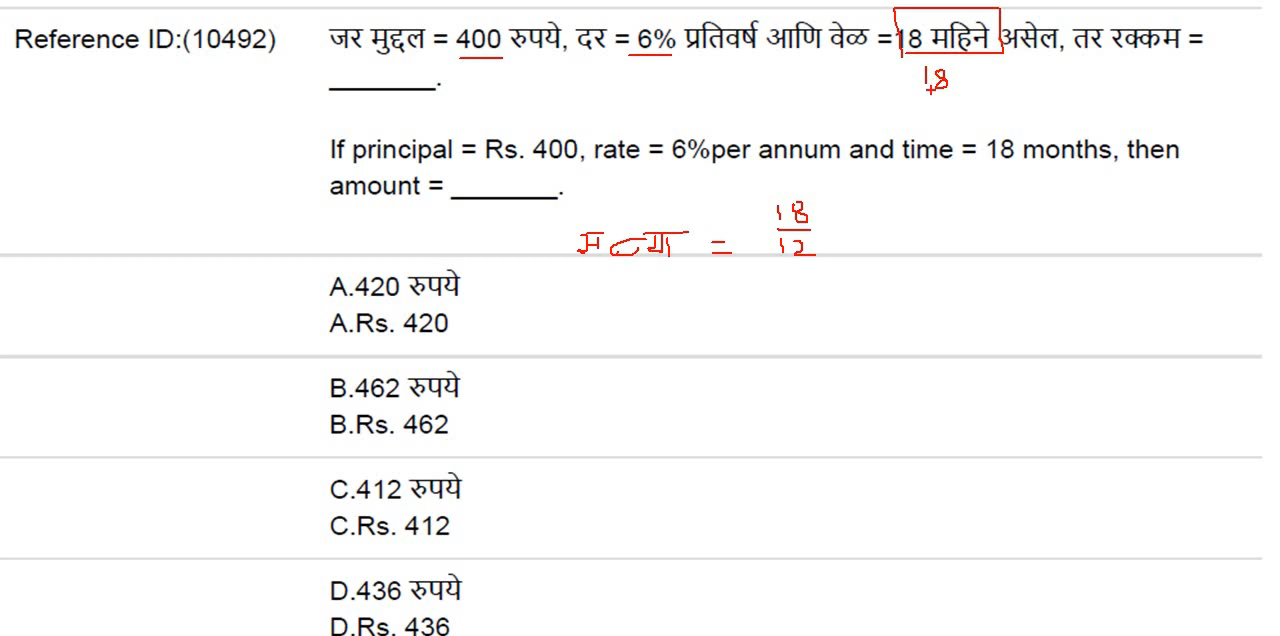 Reference ID:(10492) जर मुद्दल = 400 रुपये, दर = 6% प्रतिवर्ष आणि वेळ =18 महिने असेल, तर रक्कम =
________.
18
If principal = Rs. 400, rate = 6%per annum and time = 18 months, then
amount = ________.
= 18
12
A.420 रुपये
A.Rs. 420
B.462 रुपये
B.Rs. 462
C.412 रुपये
C.Rs. 412
D.436 रुपये
D.Rs. 436